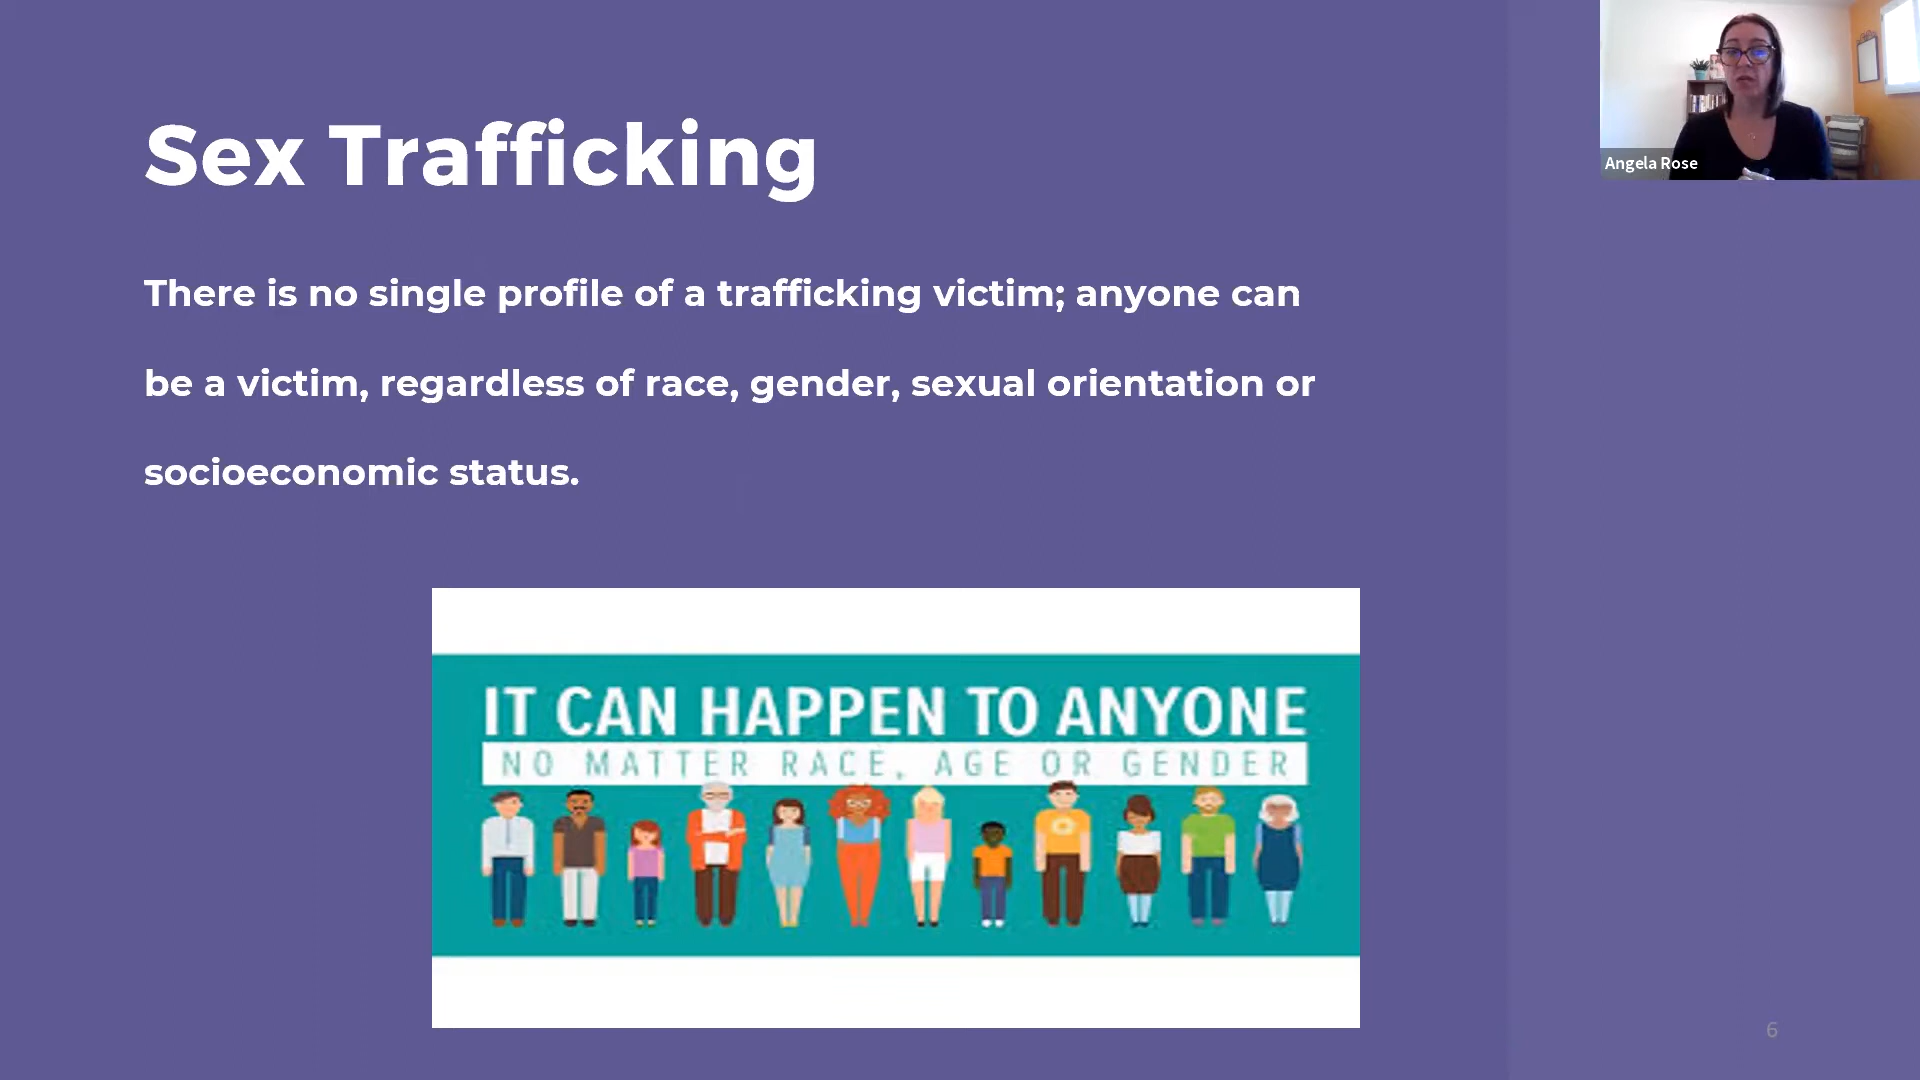 Sex Trafficking
There is no single profile of a trafficking victim; anyone can
be a victim, regardless of race, gender, sexual orientation or
socioeconomic status.
IT CAN HAPPEN TO ANYONE
NO MATTER RACE, AGE OR GENDER
Angela Rose
6